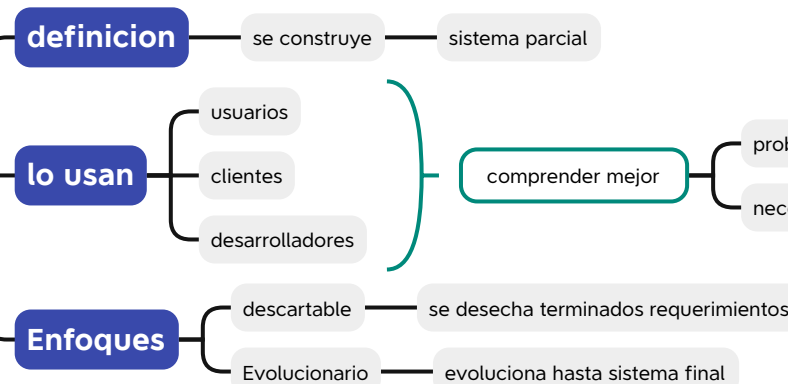 definicion
se construye
sistema parcial
lo usan
usuarios
clientes
desarrolladores
comprender mejor
Enfoques
descartable
se desecha terminados requerimientos
Evolucionario
evoluciona hasta sistema final